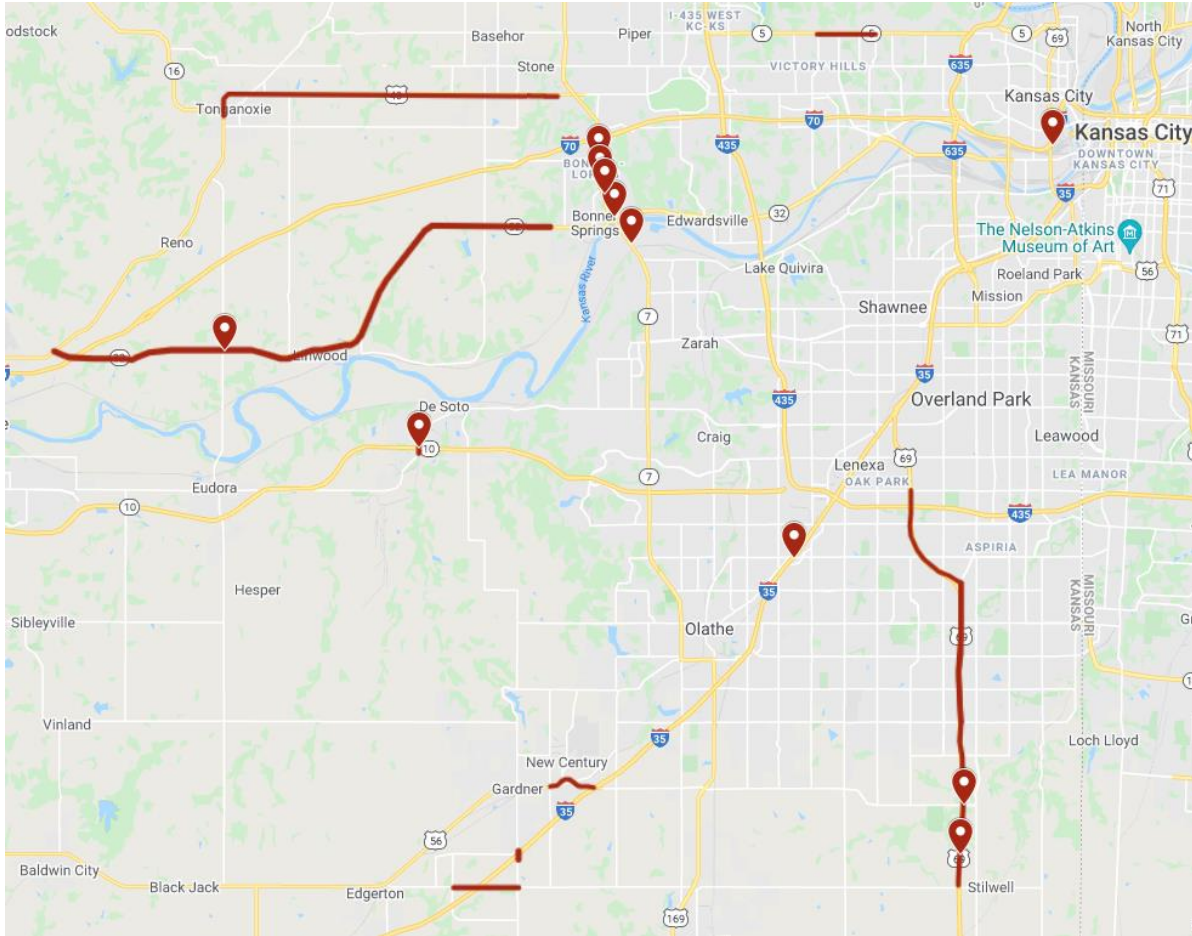 odstock
Basehor
Piper
I-435 WEST
KC-KS
5
5
5
69
North
Kansas City
16
Stone
VICTORY HILLS
635
Kansas City
Tonganoxie
70
435
70
635
Kansas City
DOWNTOWN
KANSAS CITY
70
35
71
Bonner
Springs
Edwardsville
32
The Nelson-Atkins
Museum of Art
Reno
Lake Quivira
Roeland Park
56
Kansas River
Mission
Shawnee
7
Zarah
71
Linwood
35
MISSOURI
KANSAS
435
Overland Park
De Soto
Craig
Leawood
10
Lenexa
69
OAK PARK
LEA MANOR
Eudora
7
10
435
ASPIRIA
Hesper
35
MISSOURI
KANSAS
Sibleyville
Olathe
69
Vinland
35
Loch Lloyd
New Century
Gardner
35
56
69
Baldwin City
Black Jack
Edgerton
Stilwell
169